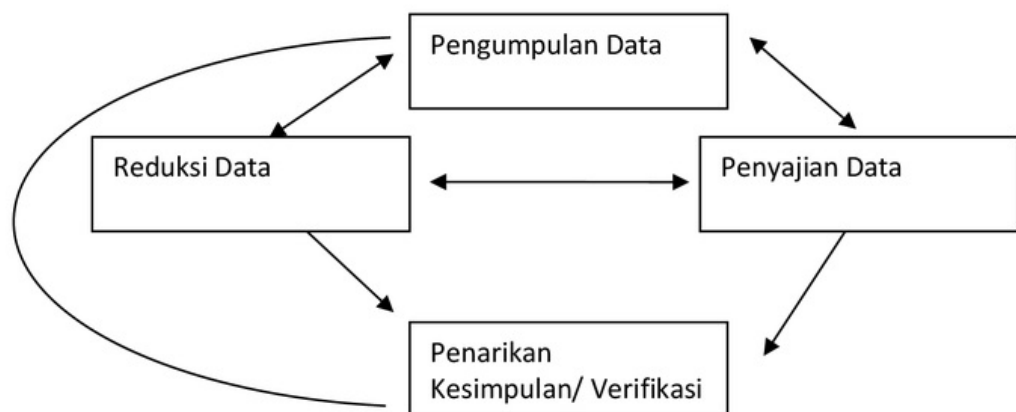 Pengumpulan Data
Reduksi Data
Penyajian Data
Penarikan
Kesimpulan/ Verifikasi